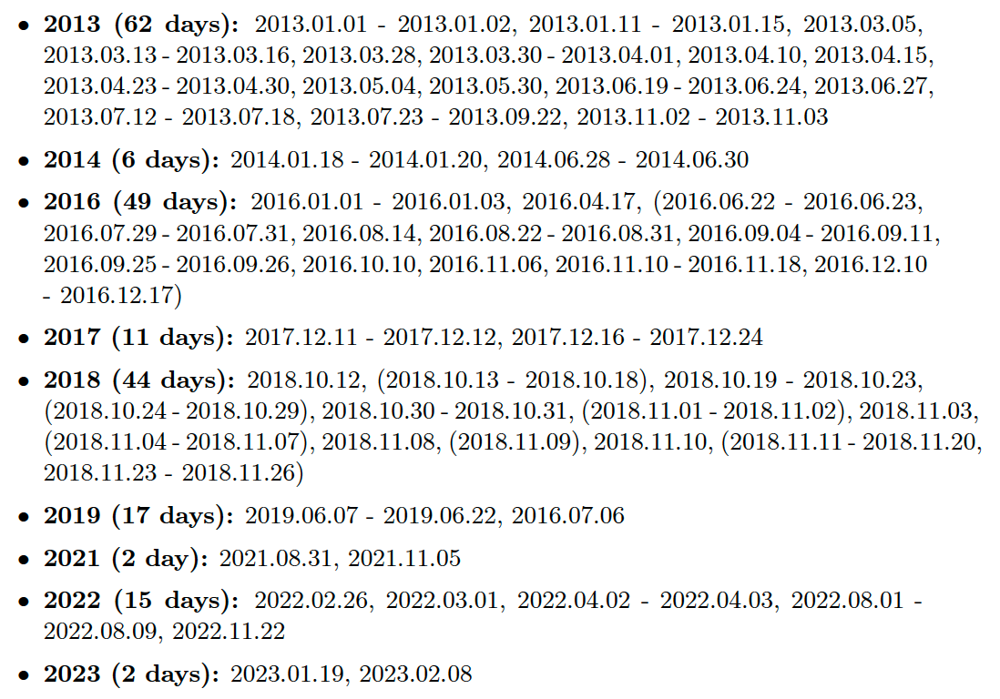 • 2013 (62 days): 2013.01.01 - 2013.01.02, 2013.01.11 - 2013.01.15, 2013.03.05,
2013.03.13 - 2013.03.16, 2013.03.28, 2013.03.30 - 2013.04.01, 2013.04.10, 2013.04.15,
2013.04.23 - 2013.04.30, 2013.05.04, 2013.05.30, 2013.06.19 - 2013.06.24, 2013.06.27,
2013.07.12 - 2013.07.18, 2013.07.23 - 2013.09.22, 2013.11.02 - 2013.11.03
• 2014 (6 days): 2014.01.18 - 2014.01.20, 2014.06.28 - 2014.06.30
• 2016 (49 days): 2016.01.01 - 2016.01.03, 2016.04.17, (2016.06.22 - 2016.06.23,
2016.07.29 - 2016.07.31, 2016.08.14, 2016.08.22 - 2016.08.31, 2016.09.04 - 2016.09.11,
2016.09.25 - 2016.09.26, 2016.10.10, 2016.11.06, 2016.11.10 - 2016.11.18, 2016.12.10
- 2016.12.17)
• 2017 (11 days): 2017.12.11 - 2017.12.12, 2017.12.16 - 2017.12.24
• 2018 (44 days): 2018.10.12, (2018.10.13 - 2018.10.18), 2018.10.19 - 2018.10.23,
(2018.10.24 - 2018.10.29), 2018.10.30 - 2018.10.31, (2018.11.01 - 2018.11.02), 2018.11.03,
(2018.11.04 - 2018.11.07), 2018.11.08, (2018.11.09), 2018.11.10, (2018.11.11 - 2018.11.20,
2018.11.23 - 2018.11.26)
• 2019 (17 days): 2019.06.07 - 2019.06.22, 2016.07.06
• 2021 (2 day): 2021.08.31, 2021.11.05
• 2022 (15 days): 2022.02.26, 2022.03.01, 2022.04.02 - 2022.04.03, 2022.08.01 -
2022.08.09, 2022.11.22
• 2023 (2 days): 2023.01.19, 2023.02.08